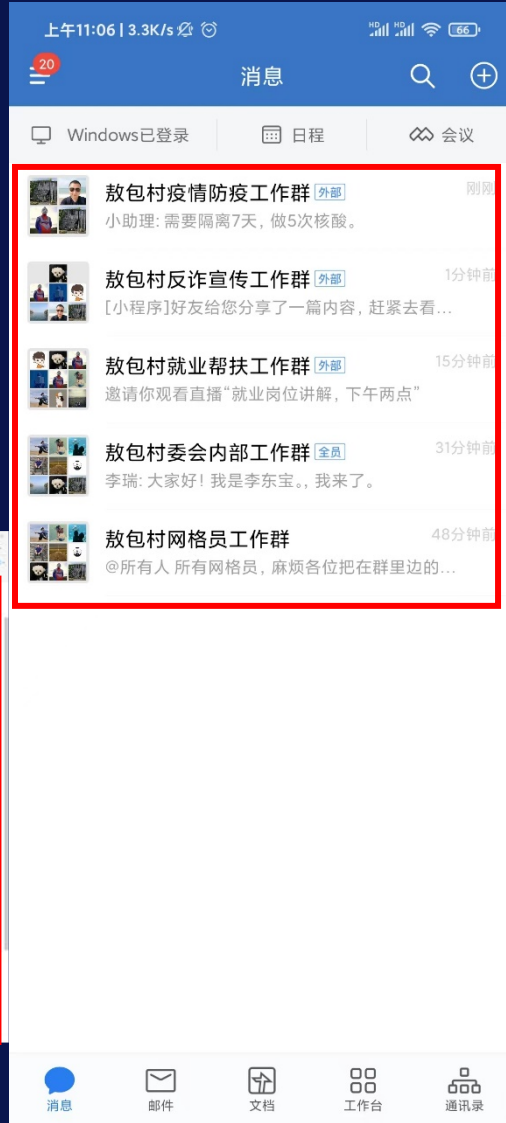 上午11:06 | 3.3K/s
HD HD 66
20
消息
Windows已登录 日程 会议
敖包村疫情防疫工作群 外部 刚刚
小助理: 需要隔离7天, 做5次核酸。
敖包村反诈宣传工作群 外部 1分钟前
[小程序]好友给您分享了一篇内容, 赶紧去看...
敖包村就业帮扶工作群 外部 15分钟前
邀请你观看直播“就业岗位讲解, 下午两点”
敖包村委会内部工作群 全员 31分钟前
李瑞: 大家好! 我是李东宝。, 我来了。
敖包村网格员工作群 48分钟前
@所有人 所有网格员, 麻烦各位把在群里边的...
消息 邮件 文档 工作台 通讯录